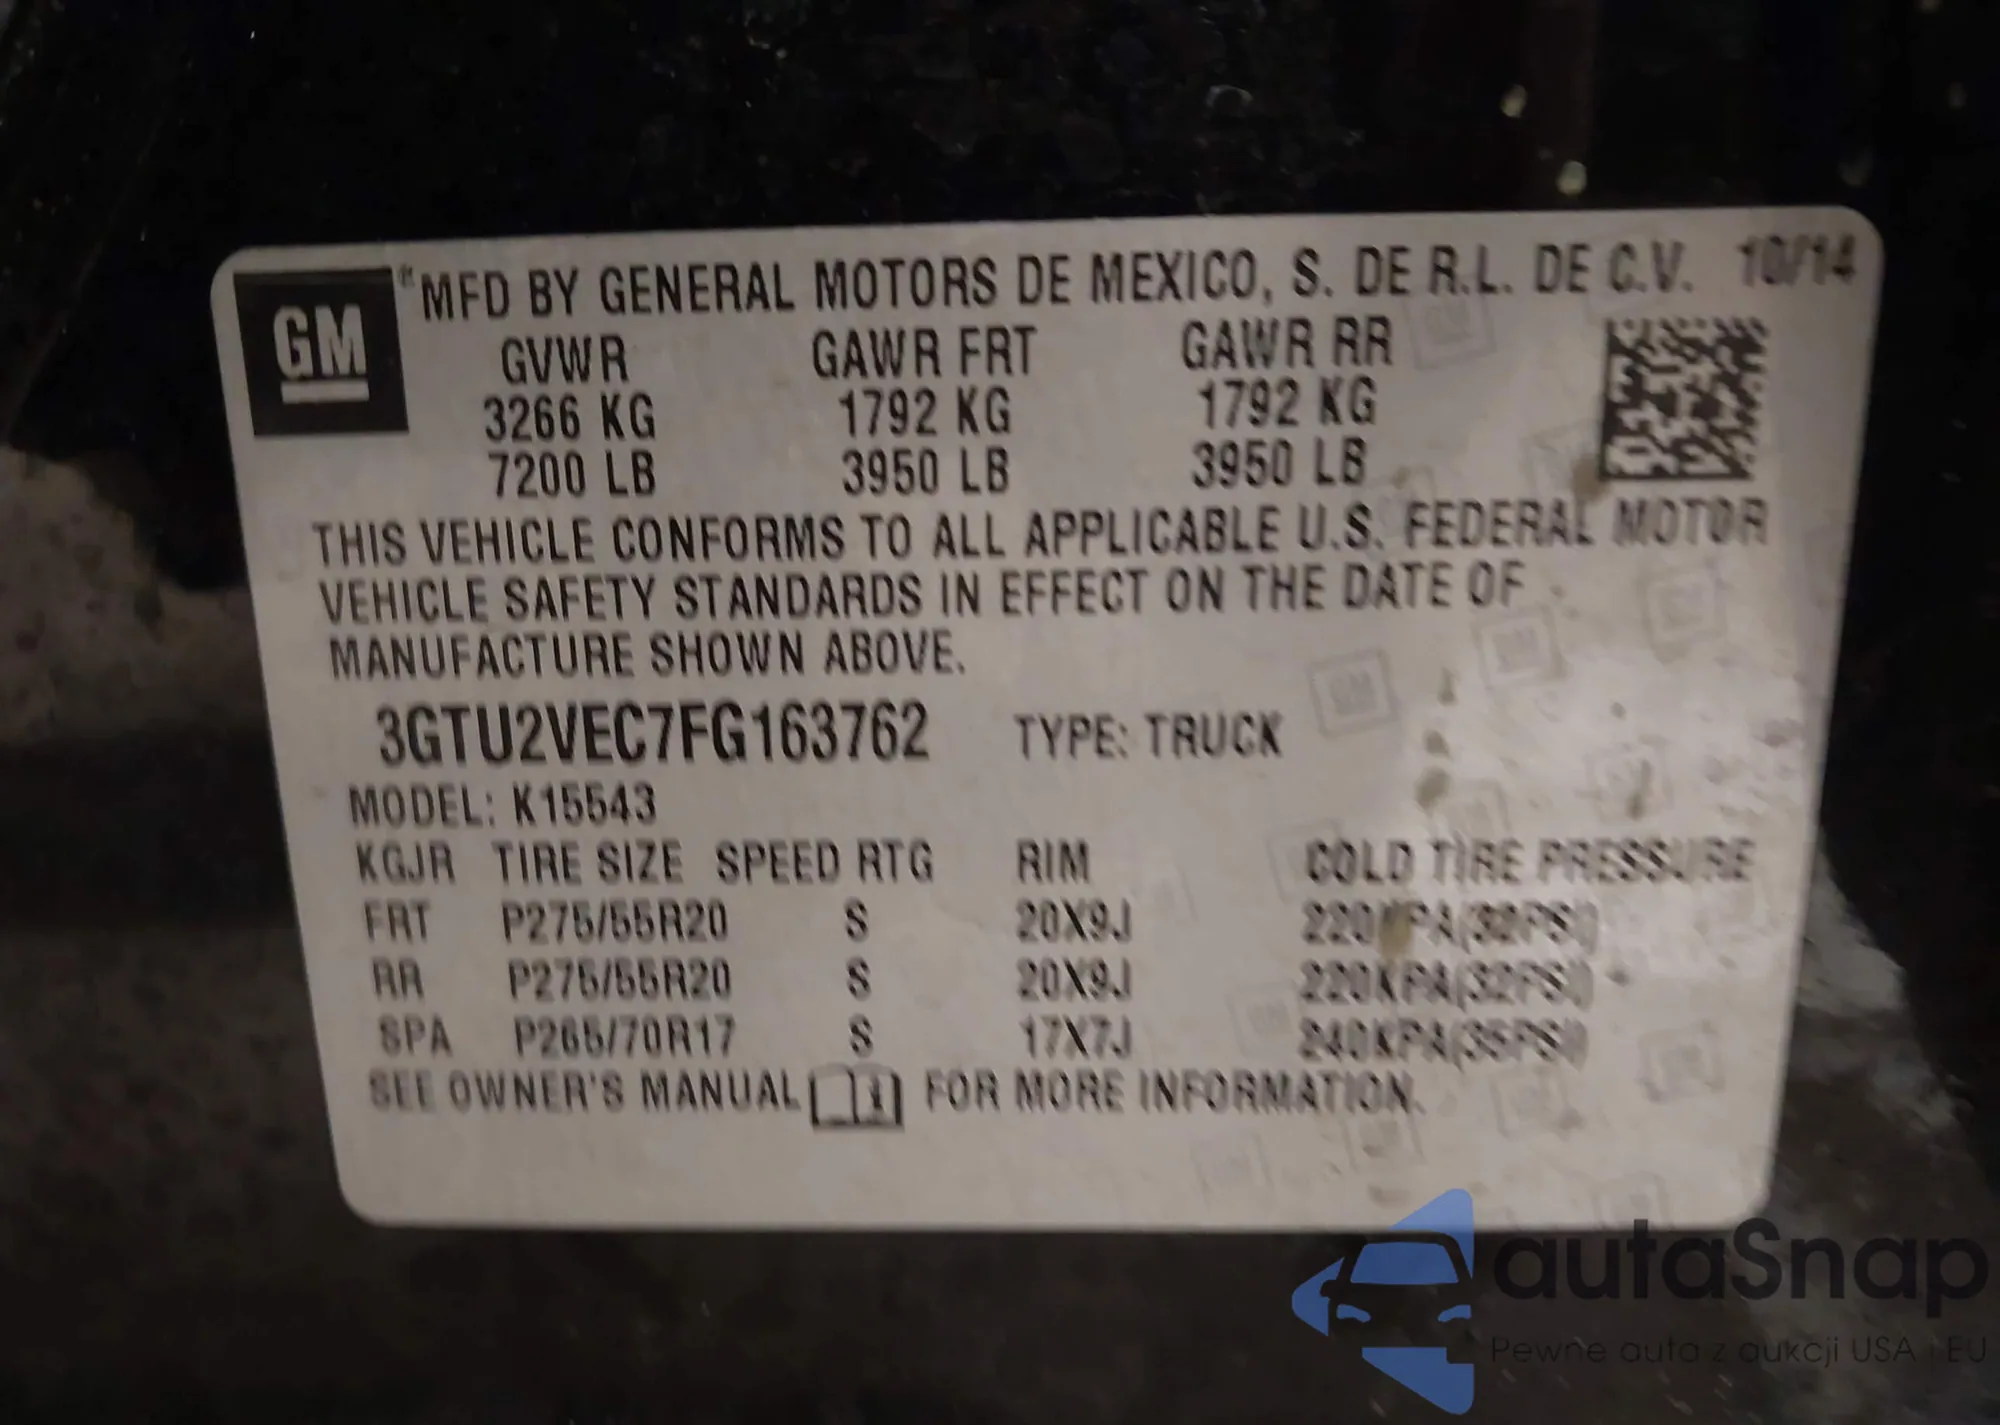 GM
MFD BY GENERAL MOTORS DE MEXICO, S. DE R.L. DE C.V. 10/14
GVWR GAWR FRT GAWR RR
3266 KG 1792 KG 1792 KG
7200 LB 3950 LB 3950 LB
THIS VEHICLE CONFORMS TO ALL APPLICABLE U.S. FEDERAL MOTOR
VEHICLE SAFETY STANDARDS IN EFFECT ON THE DATE OF
MANUFACTURE SHOWN ABOVE.
3GTU2VEC7FG163762 TYPE: TRUCK
MODEL: K15543
KGJR TIRE SIZE SPEED RTG RIM COLD TIRE PRESSURE
FRT P275/55R20 S 20X9J 220KPA(32PSI)
RR P275/55R20 S 20X9J 220KPA(32PSI)
SPA P265/70R17 S 17X7J 240KPA(35PSI)
SEE OWNER'S MANUAL FOR MORE INFORMATION.
autaSnap
Pewne auta z aukcji USA i EU